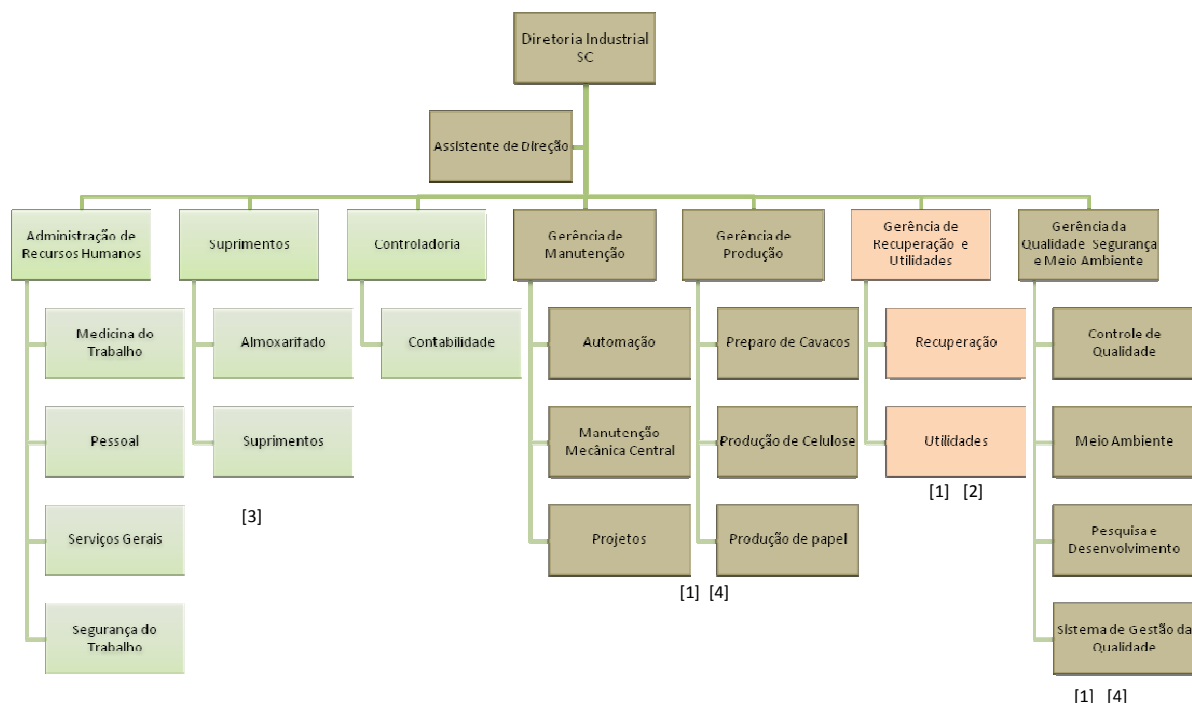 Diretoria Industrial
SC
Assistente de Direção
Administração de
Recursos Humanos
Suprimentos
Controladoria
Gerência de
Manutenção
Gerência de
Produção
Gerência de
Recuperação e
Utilidades
Gerência da
Qualidade Segurança
e Meio Ambiente
Medicina do
Trabalho
Almoxarifado
Contabilidade
Automação
Preparo de Cavacos
Recuperação
Controle de
Qualidade
Pessoal
Suprimentos
Manutenção
Mecânica Central
Produção de Celulose
Utilidades
Meio Ambiente
[1] [2]
[3]
Serviços Gerais
Projetos
Produção de papel
Pesquisa e
Desenvolvimento
[1] [4]
Segurança do
Trabalho
Sistema de Gestão da
Qualidade
[1] [4]